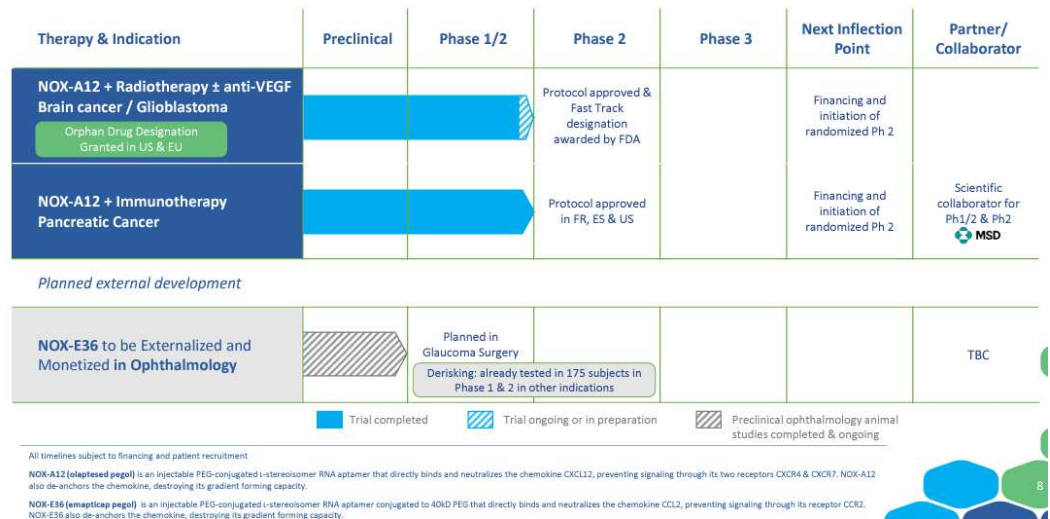 Therapy & Indication
Preclinical
Phase 1/2
Phase 2
Phase 3
Next Inflection
Point
Partner/
Collaborator
NOX-A12 + Radiotherapy ± anti-VEGF
Brain cancer / Glioblastoma
Orphan Drug Designation
Granted in US & EU
Protocol approved &
Fast Track
designation
awarded by FDA
Financing and
initiation of
randomized Ph 2
NOX-A12 + Immunotherapy
Pancreatic Cancer
Protocol approved
in FR, ES & US
Financing and
initiation of
randomized Ph 2
Scientific
collaborator for
Ph1/2 & Ph2
MSD
Planned external development
NOX-E36 to be Externalized and
Monetized in Ophthalmology
Planned in
Glaucoma Surgery
Derisking: already tested in 175 subjects in
Phase 1 & 2 in other indications
TBC
Trial completed
Trial ongoing or in preparation
Preclinical ophthalmology animal
studies completed & ongoing
All timelines subject to financing and patient recruitment
NOX-A12 (olaptesed pegol) is an injectable PEG-conjugated L-stereoisomer RNA aptamer that directly binds and neutralizes the chemokine CXCL12, preventing signaling through its two receptors CXCR4 & CXCR7. NOX-A12
also de-anchors the chemokine, destroying its gradient forming capacity.
NOX-E36 (emapticap pegol) is an injectable PEG-conjugated L-stereoisomer RNA aptamer conjugated to 40kD PEG that directly binds and neutralizes the chemokine CCL2, preventing signaling through its receptor CCR2.
NOX-E36 also de-anchors the chemokine, destroying its gradient forming capacity.
8